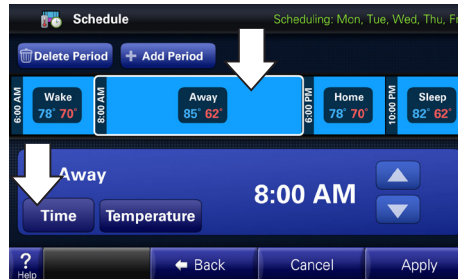 Schedule
Scheduling: Mon, Tue, Wed, Thu, Fr
Delete Period
+ Add Period
6:00 AM
Wake
78° 70°
8:00 AM
Away
85° 62°
6:00 PM
Home
78° 70°
10:00 PM
Sleep
82° 62°
Away
8:00 AM
Time
Temperature
?
Help
Back
Cancel
Apply